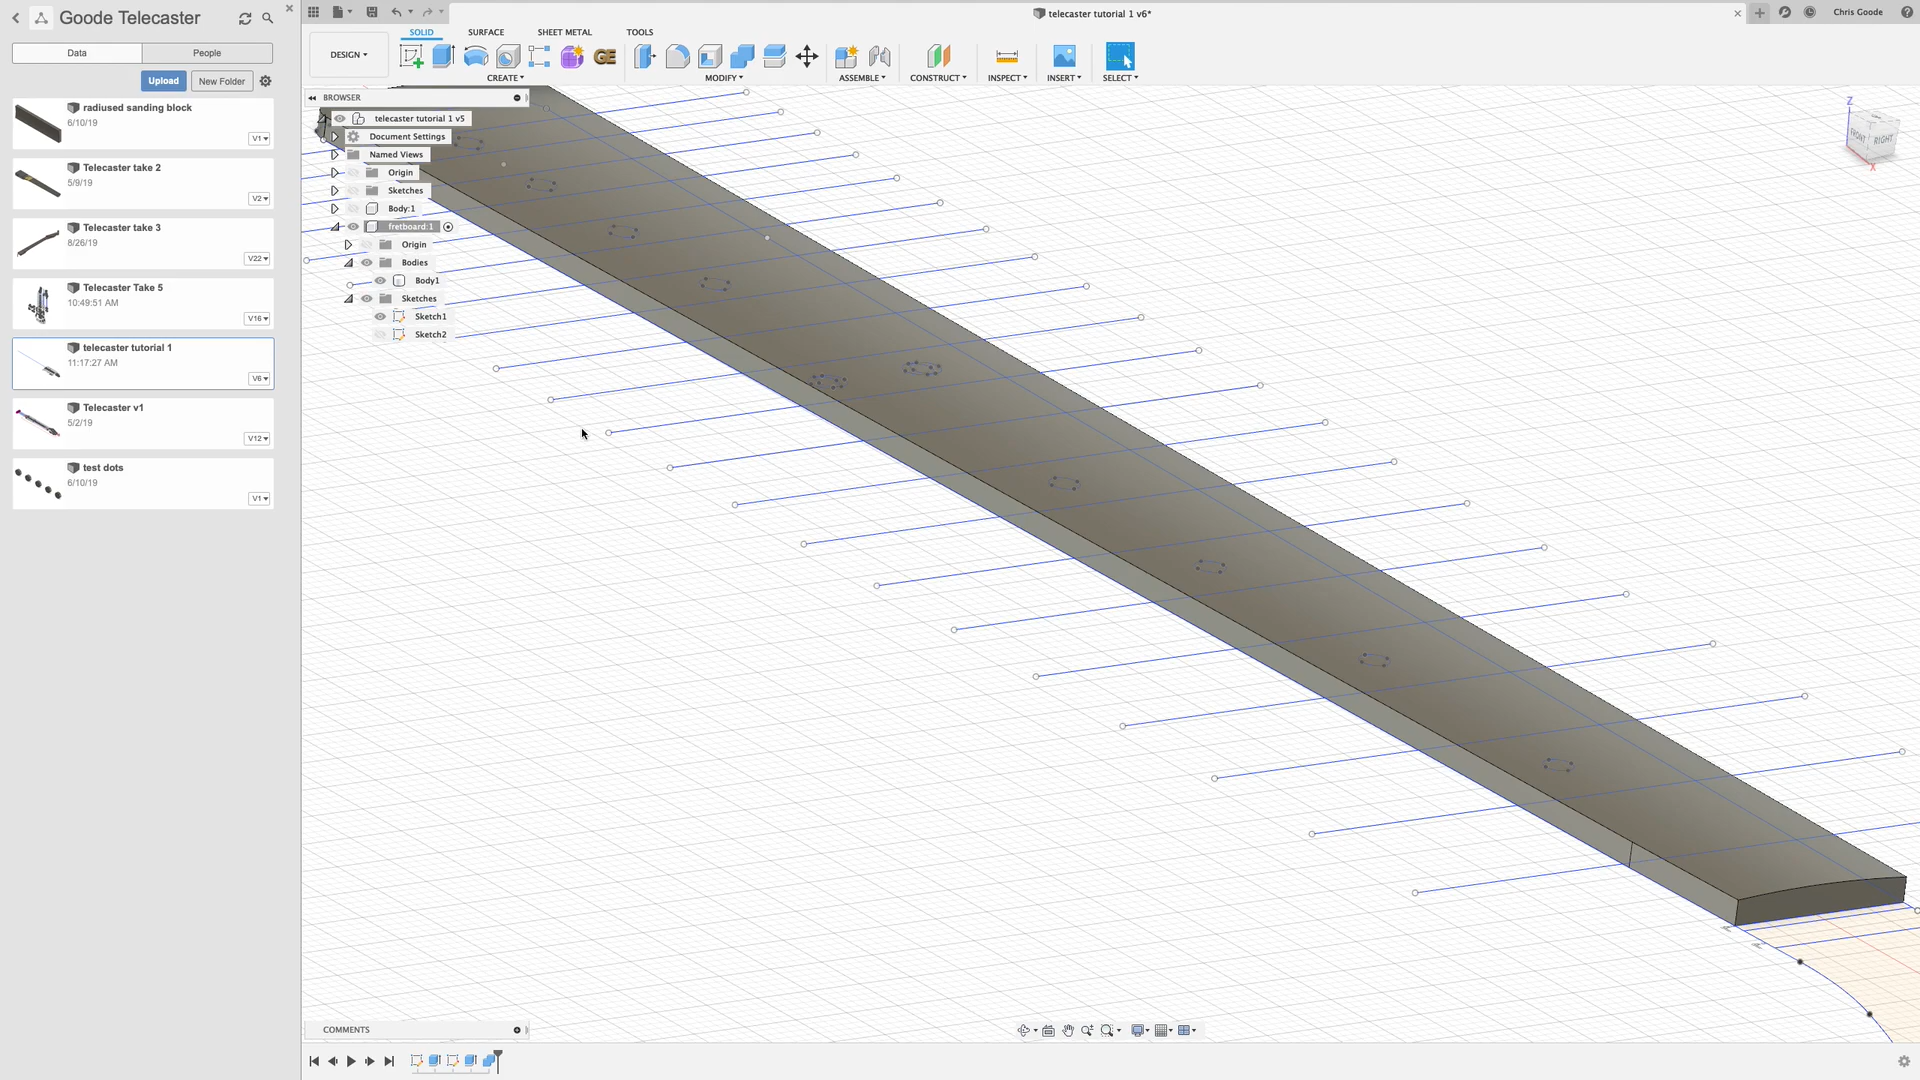 Goode Telecaster
Data
People
Upload
New Folder
radiused sanding block
6/10/19
V1
Telecaster take 2
5/9/19
V2
Telecaster take 3
8/26/19
V22
Telecaster Take 5
10:49:51 AM
V16
telecaster tutorial 1
11:17:27 AM
V6
Telecaster v1
5/2/19
V12
test dots
6/10/19
V1
telecaster tutorial 1 v6*
Chris Goode
DESIGN
SOLID
SURFACE
SHEET METAL
TOOLS
GE
CREATE
MODIFY
ASSEMBLE
CONSTRUCT
INSPECT
INSERT
SELECT
BROWSER
telecaster tutorial 1 v5
Document Settings
Named Views
Origin
Sketches
Body:1
fretboard:1
Origin
Bodies
Body1
Sketches
Sketch1
Sketch2
Z
FRONT
RIGHT
X
COMMENTS